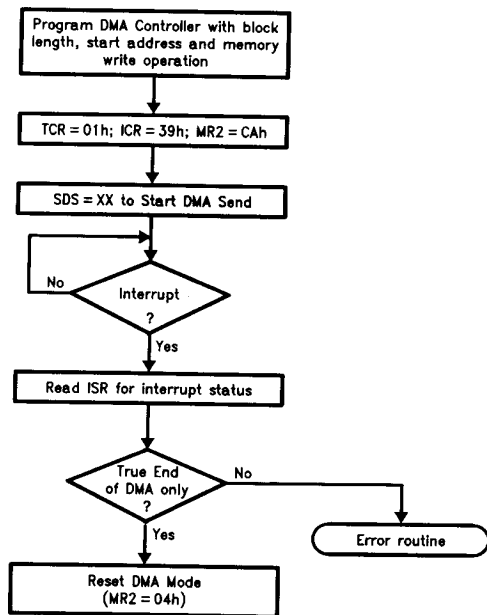 Program DMA Controller with block
length, start address and memory
write operation
TCR = 01h; ICR = 39h; MR2 = CAh
SDS = XX to Start DMA Send
No
Interrupt
?
Yes
Read ISR for interrupt status
True End
of DMA only
?
No
Yes
Error routine
Reset DMA Mode
(MR2 = 04h)